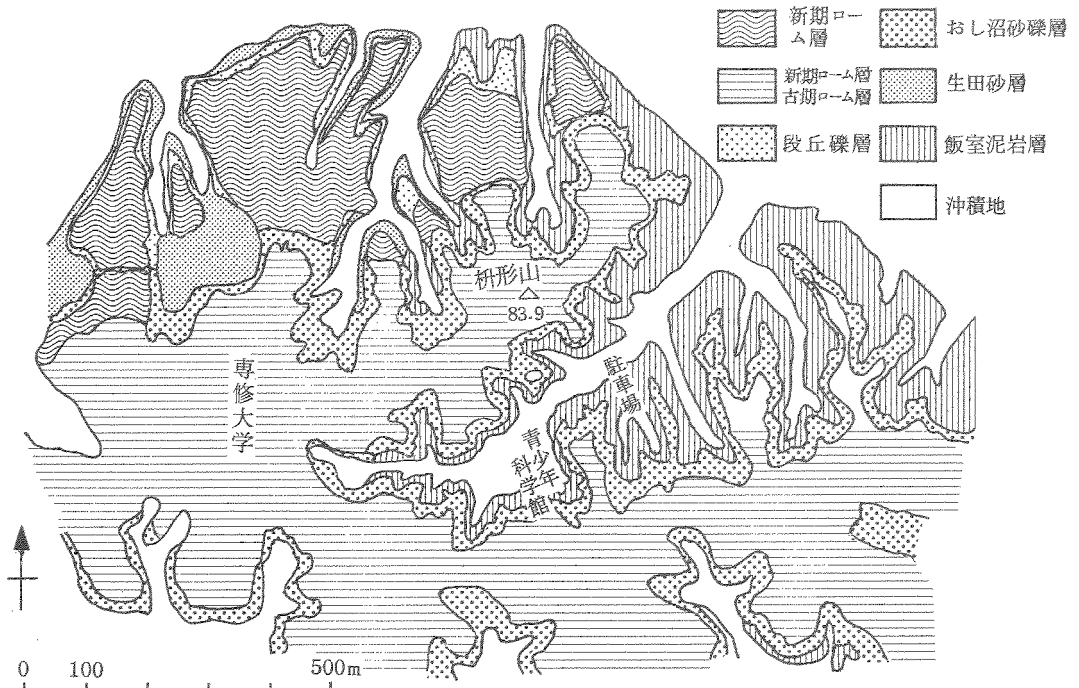 新期ロー
ム層
おし沼砂礫層
新期ローム層
古期ローム層
生田砂層
段丘礫層
飯室泥岩層
沖積地
枡形山
83.9
専修大学
駐車場
青少年
科学館
0 100 500m